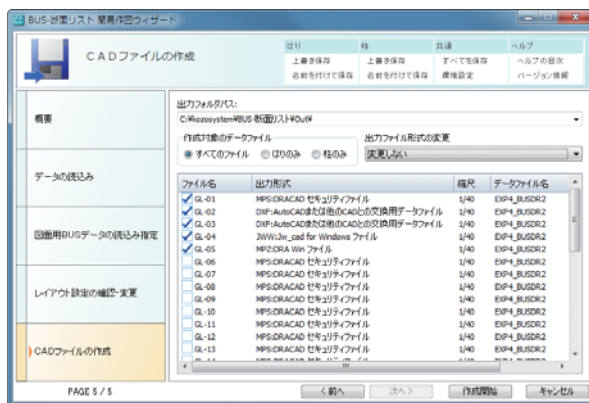 BUS-断面リスト 簡易作図ウィザード
CADファイルの作成
はり 柱 共通 ヘルプ
上書き保存 上書き保存 すべてを保存 ヘルプの目次
名前を付けて保存 名前を付けて保存 環境設定 バージョン情報
概要
データの読込み
図面用BUSデータの読込み指定
レイアウト設定の確認・変更
CADファイルの作成
PAGE 5 / 5
出力フォルダパス:
C:¥kozosystem¥BUS-断面リスト¥Out¥
作成対象のデータファイル 出力ファイル形式の変更
すべてのファイル はりのみ 柱のみ 変更しない
ファイル名 出力形式 縮尺 データファイル名
GL-01 MPS:DRACAD セキュリティファイル 1/40 EXP4_BUSDR2
GL-02 DXF:AutoCADまたは他のCADとの交換用データファイル 1/40 EXP4_BUSDR2
GL-03 DXF:AutoCADまたは他のCADとの交換用データファイル 1/40 EXP4_BUSDR2
GL-04 JWW:Jw_cad for Windows ファイル 1/40 EXP4_BUSDR2
GL-05 MPZ:DRA Win ファイル 1/40 EXP4_BUSDR2
GL-06 MPS:DRACAD セキュリティファイル 1/40 EXP4_BUSDR2
GL-07 MPS:DRACAD セキュリティファイル 1/40 EXP4_BUSDR2
GL-08 MPS:DRACAD セキュリティファイル 1/40 EXP4_BUSDR2
GL-09 MPS:DRACAD セキュリティファイル 1/40 EXP4_BUSDR2
GL-10 MPS:DRACAD セキュリティファイル 1/40 EXP4_BUSDR2
GL-11 MPS:DRACAD セキュリティファイル 1/40 EXP4_BUSDR2
GL-12 MPS:DRACAD セキュリティファイル 1/40 EXP4_BUSDR2
GL-13 MPS:DRACAD セキュリティファイル 1/40 EXP4_BUSDR2
< 前へ 次へ > 作成開始 キャンセル